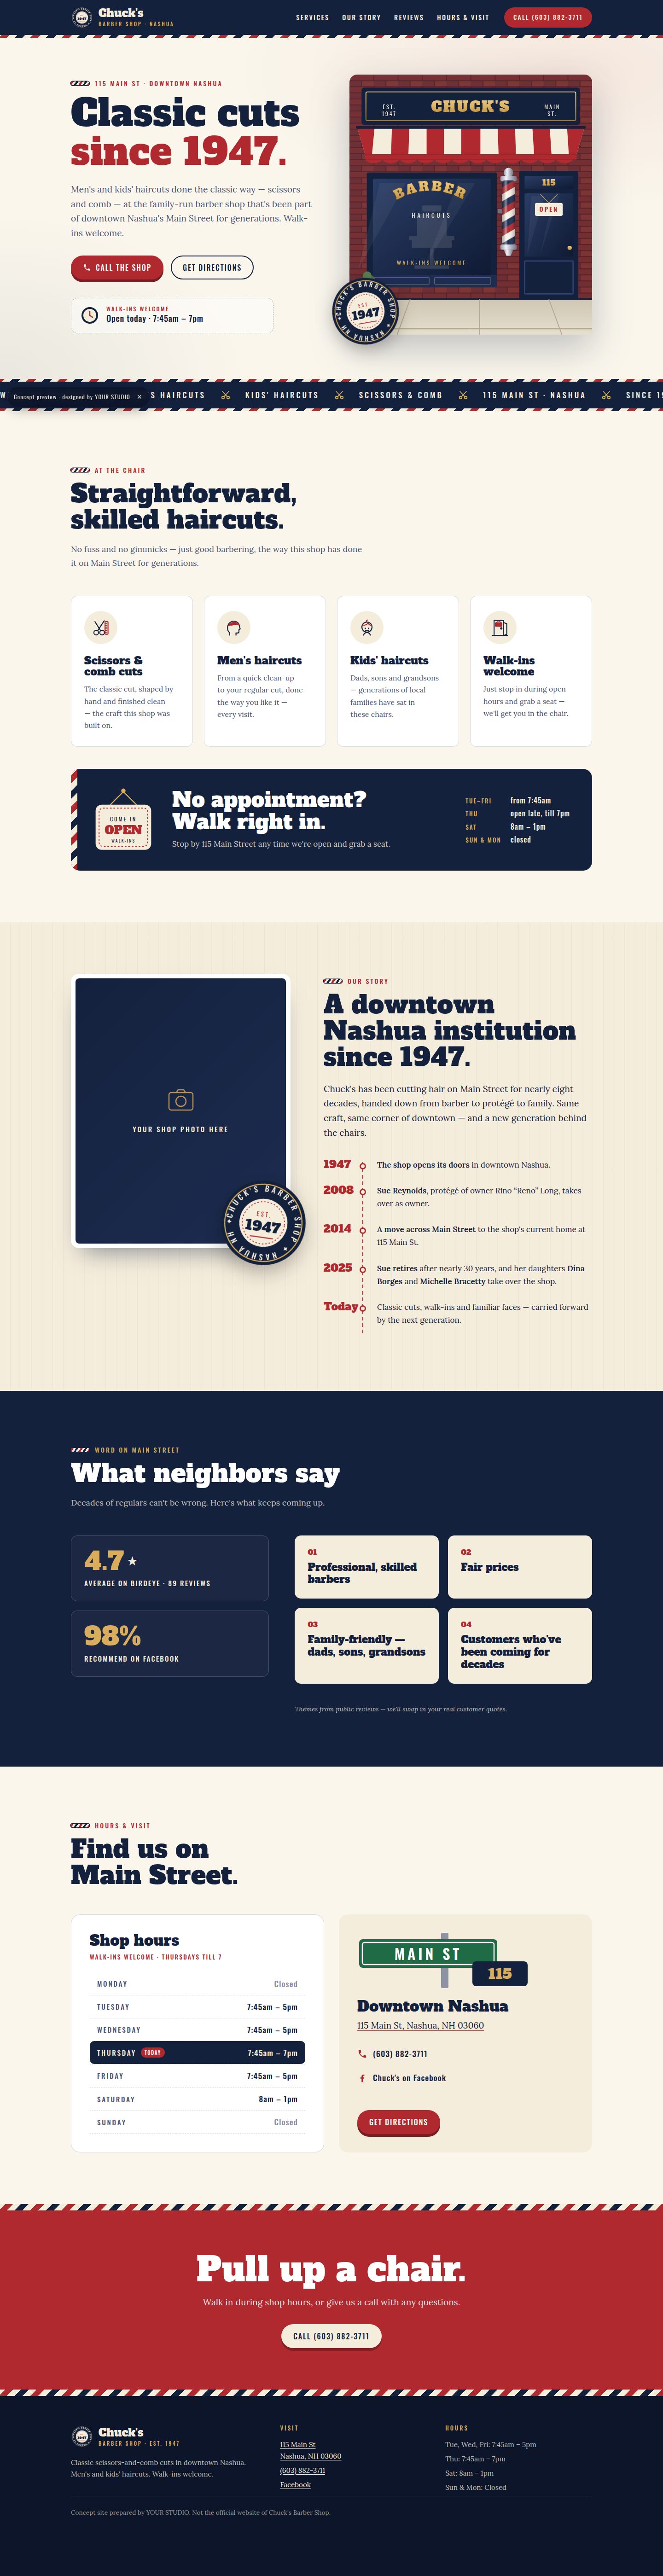 Chuck's
BARBER SHOP · NASHUA
SERVICES
OUR STORY
REVIEWS
HOURS & VISIT
CALL (603) 882-3711
115 MAIN ST · DOWNTOWN NASHUA
Classic cuts
since 1947.
Men's and kids' haircuts done the classic way — scissors
and comb — at the family-run barber shop that's been part
of downtown Nashua's Main Street for generations. Walk-
ins welcome.
CALL THE SHOP
GET DIRECTIONS
WALK-INS WELCOME
Open today · 7:45am – 7pm
EST.
1947
CHUCK'S
MAIN
ST.
BARBER
HAIRCUTS
WALK-INS WELCOME
115
OPEN
CHUCK'S BARBER SHOP
EST.
1947
NASHUA NH
W
Concept preview · designed by YOUR STUDIO ×
S HAIRCUTS
KIDS' HAIRCUTS
SCISSORS & COMB
115 MAIN ST · NASHUA
SINCE 19
AT THE CHAIR
Straightforward,
skilled haircuts.
No fuss and no gimmicks — just good barbering, the way this shop has done
it on Main Street for generations.
Scissors &
comb cuts
The classic cut, shaped by
hand and finished clean
— the craft this shop was
built on.
Men's haircuts
From a quick clean-up
to your regular cut, done
the way you like it —
every visit.
Kids' haircuts
Dads, sons and grandsons
— generations of local
families have sat in
these chairs.
Walk-ins
welcome
Just stop in during open
hours and grab a seat —
we'll get you in the chair.
COME IN
OPEN
WALK-INS
No appointment?
Walk right in.
Stop by 115 Main Street any time we're open and grab a seat.
TUE–FRI from 7:45am
THU open late, till 7pm
SAT 8am – 1pm
SUN & MON closed
YOUR SHOP PHOTO HERE
CHUCK'S BARBER SHOP
EST.
1947
NASHUA NH
OUR STORY
A downtown
Nashua institution
since 1947.
Chuck's has been cutting hair on Main Street for nearly eight
decades, handed down from barber to protégé to family. Same
craft, same corner of downtown — and a new generation behind
the chairs.
1947 The shop opens its doors in downtown Nashua.
2008 Sue Reynolds, protégé of owner Rino “Reno” Long, takes
over as owner.
2014 A move across Main Street to the shop's current home at
115 Main St.
2025 Sue retires after nearly 30 years, and her daughters Dina
Borges and Michelle Bracetty take over the shop.
Today Classic cuts, walk-ins and familiar faces — carried forward
by the next generation.
WORD ON MAIN STREET
What neighbors say
Decades of regulars can't be wrong. Here's what keeps coming up.
4.7 ★
AVERAGE ON BIRDEYE · 89 REVIEWS
98%
RECOMMEND ON FACEBOOK
01
Professional, skilled
barbers
02
Fair prices
03
Family-friendly —
dads, sons, grandsons
04
Customers who've
been coming for
decades
Themes from public reviews — we'll swap in your real customer quotes.
HOURS & VISIT
Find us on
Main Street.
Shop hours
WALK-INS WELCOME · THURSDAYS TILL 7
MONDAY Closed
TUESDAY 7:45am – 5pm
WEDNESDAY 7:45am – 5pm
THURSDAY TODAY 7:45am – 7pm
FRIDAY 7:45am – 5pm
SATURDAY 8am – 1pm
SUNDAY Closed
MAIN ST
115
Downtown Nashua
115 Main St, Nashua, NH 03060
(603) 882-3711
Chuck's on Facebook
GET DIRECTIONS
Pull up a chair.
Walk in during shop hours, or give us a call with any questions.
CALL (603) 882-3711
Chuck's
BARBER SHOP · EST. 1947
Classic scissors-and-comb cuts in downtown Nashua.
Men's and kids' haircuts. Walk-ins welcome.
VISIT
115 Main St
Nashua, NH 03060
(603) 882-3711
Facebook
HOURS
Tue, Wed, Fri: 7:45am – 5pm
Thu: 7:45am – 7pm
Sat: 8am – 1pm
Sun & Mon: Closed
Concept site prepared by YOUR STUDIO. Not the official website of Chuck's Barber Shop.